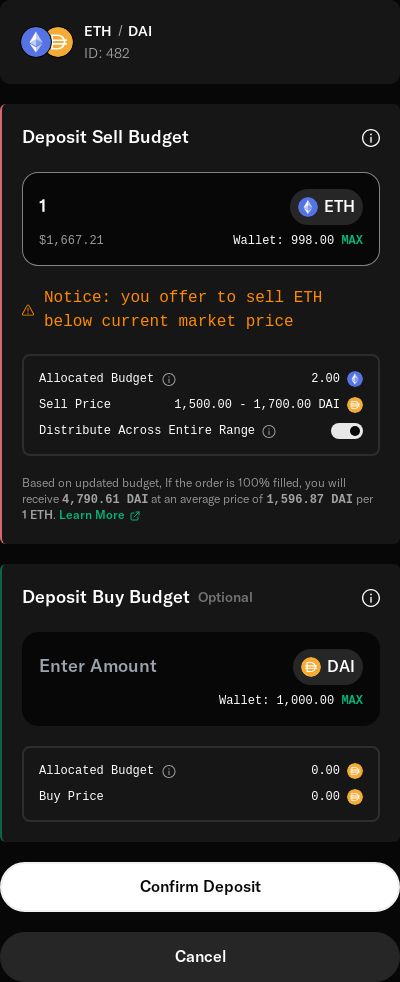 ETH / DAI
ID: 482
Deposit Sell Budget
1
ETH
$1,667.21
Wallet: 998.00 MAX
Notice: you offer to sell ETH
below current market price
Allocated Budget
2.00
Sell Price
1,500.00 - 1,700.00 DAI
Distribute Across Entire Range
Based on updated budget, If the order is 100% filled, you will
receive 4,790.61 DAI at an average price of 1,596.87 DAI per
1 ETH. Learn More
Deposit Buy Budget Optional
Enter Amount
DAI
Wallet: 1,000.00 MAX
Allocated Budget
0.00
Buy Price
0.00
Confirm Deposit
Cancel